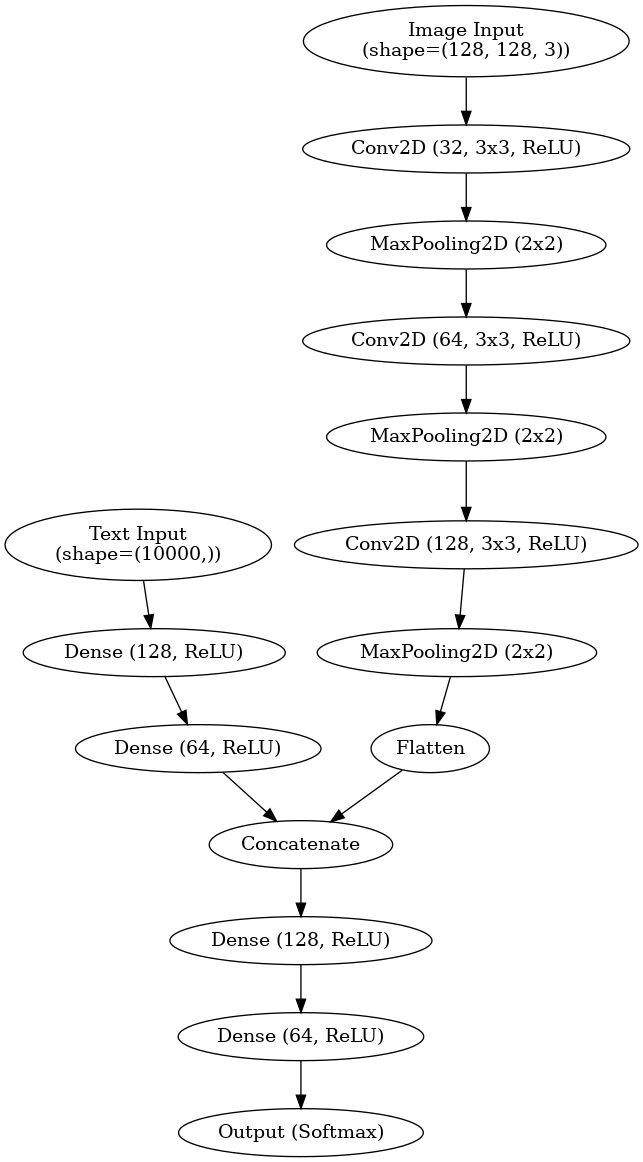 Image Input
(shape=(128, 128, 3))
Conv2D (32, 3x3, ReLU)
MaxPooling2D (2x2)
Conv2D (64, 3x3, ReLU)
MaxPooling2D (2x2)
Text Input
(shape=(10000,))
Conv2D (128, 3x3, ReLU)
Dense (128, ReLU)
MaxPooling2D (2x2)
Dense (64, ReLU)
Flatten
Concatenate
Dense (128, ReLU)
Dense (64, ReLU)
Output (Softmax)